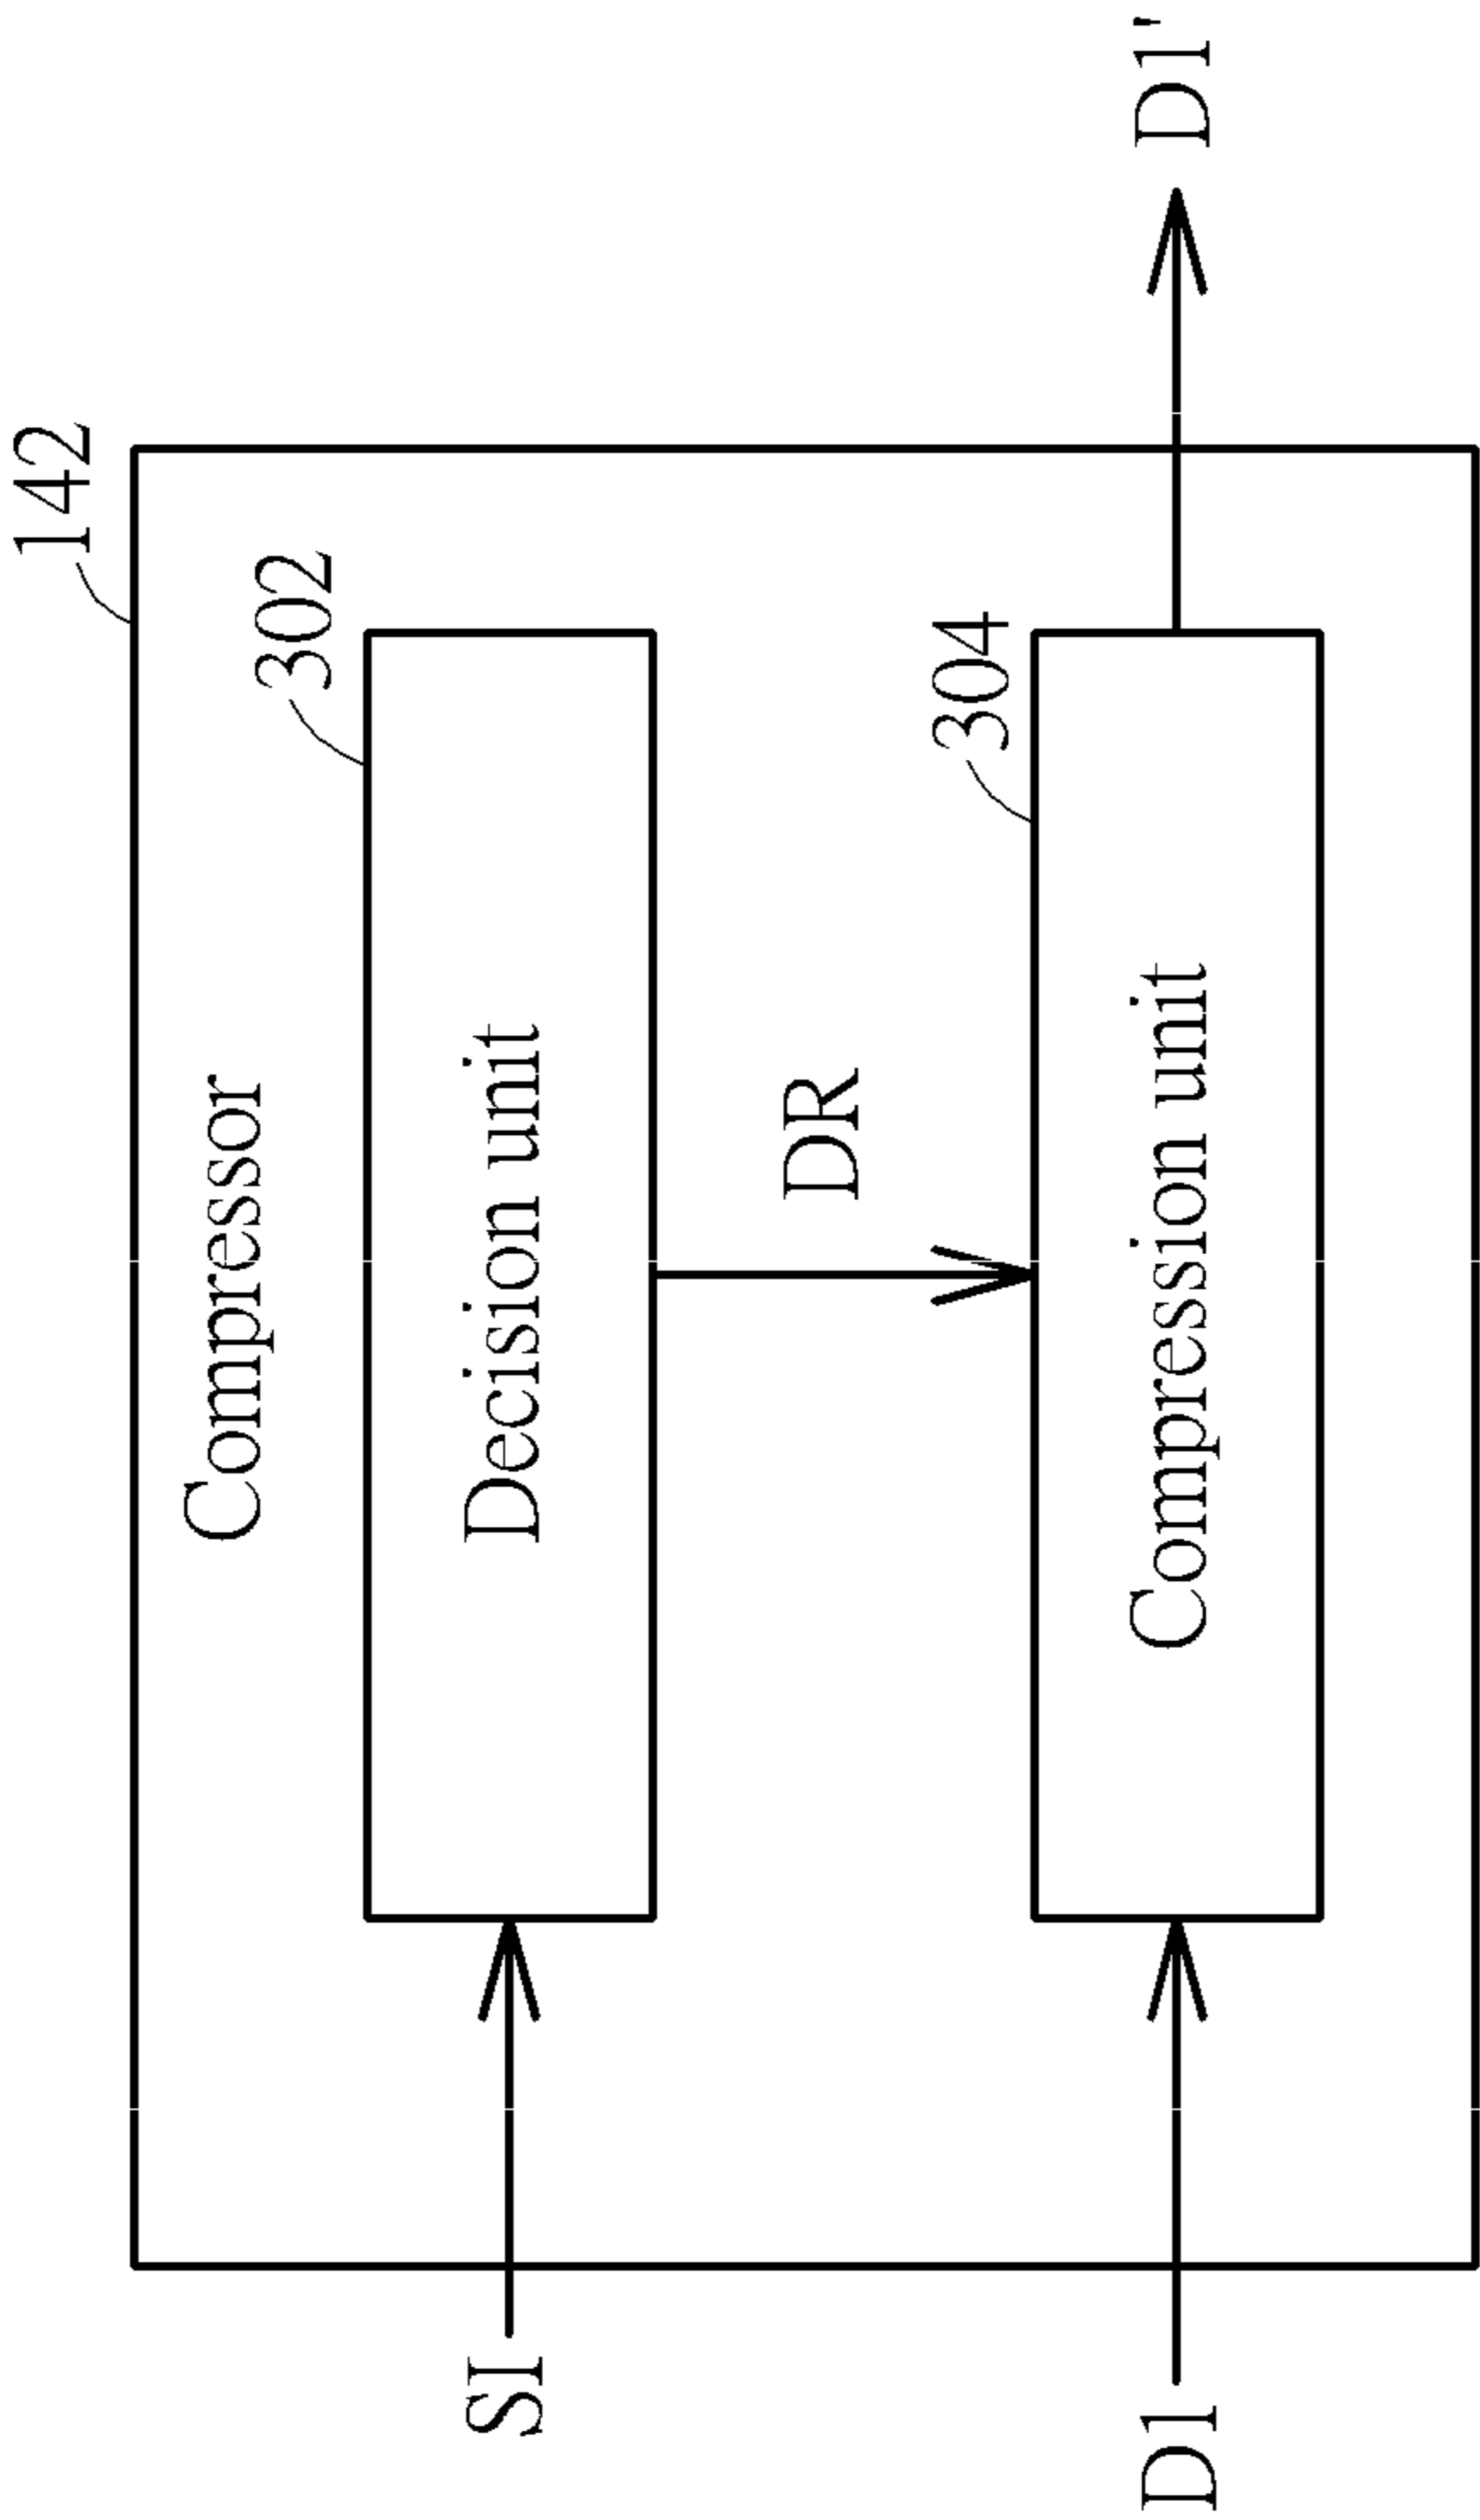 142
Compressor
302
SI
Decision unit
DR
304
D1
Compression unit
D1'